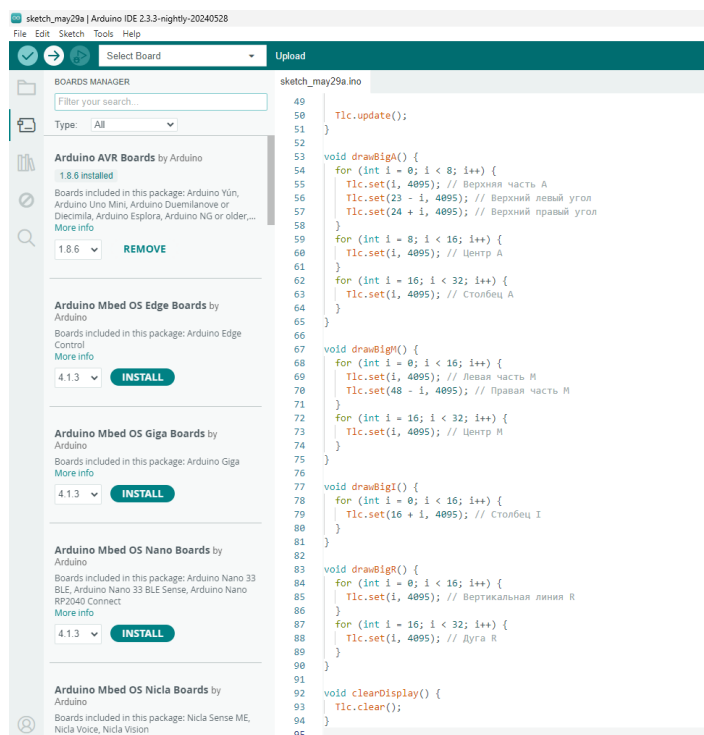 sketch_may29a | Arduino IDE 2.3.3-nightly-20240528
File Edit Sketch Tools Help
Select Board
Upload
BOARDS MANAGER
Filter your search...
Type: All
Arduino AVR Boards by Arduino
1.8.6 installed
Boards included in this package: Arduino Yún,
Arduino Uno Mini, Arduino Duemilanove or
Diecimila, Arduino Esplora, Arduino NG or older,...
More info
1.8.6 REMOVE
Arduino Mbed OS Edge Boards by
Arduino
Boards included in this package: Arduino Edge
Control
More info
4.1.3 INSTALL
Arduino Mbed OS Giga Boards by
Arduino
Boards included in this package: Arduino Giga
More info
4.1.3 INSTALL
Arduino Mbed OS Nano Boards by
Arduino
Boards included in this package: Arduino Nano 33
BLE, Arduino Nano 33 BLE Sense, Arduino Nano
RP2040 Connect
More info
4.1.3 INSTALL
Arduino Mbed OS Nicla Boards by
Arduino
Boards included in this package: Nicla Sense ME,
Nicla Voice, Nicla Vision
sketch_may29a.ino
49
50 Tlc.update();
51 }
52
53 void drawBigA() {
54 for (int i = 0; i < 8; i++) {
55 Tlc.set(i, 4095); // Верхняя часть A
56 Tlc.set(23 - i, 4095); // Верхний левый угол
57 Tlc.set(24 + i, 4095); // Верхний правый угол
58 }
59 for (int i = 8; i < 16; i++) {
60 Tlc.set(i, 4095); // Центр A
61 }
62 for (int i = 16; i < 32; i++) {
63 Tlc.set(i, 4095); // Столбец A
64 }
65 }
66
67 void drawBigM() {
68 for (int i = 0; i < 16; i++) {
69 Tlc.set(i, 4095); // Левая часть M
70 Tlc.set(48 - i, 4095); // Правая часть M
71 }
72 for (int i = 16; i < 32; i++) {
73 Tlc.set(i, 4095); // Центр M
74 }
75 }
76
77 void drawBigI() {
78 for (int i = 0; i < 16; i++) {
79 Tlc.set(16 + i, 4095); // Столбец I
80 }
81 }
82
83 void drawBigR() {
84 for (int i = 0; i < 16; i++) {
85 Tlc.set(i, 4095); // Вертикальная линия R
86 }
87 for (int i = 16; i < 32; i++) {
88 Tlc.set(i, 4095); // Дуга R
89 }
90 }
91
92 void clearDisplay() {
93 Tlc.clear();
94 }
95